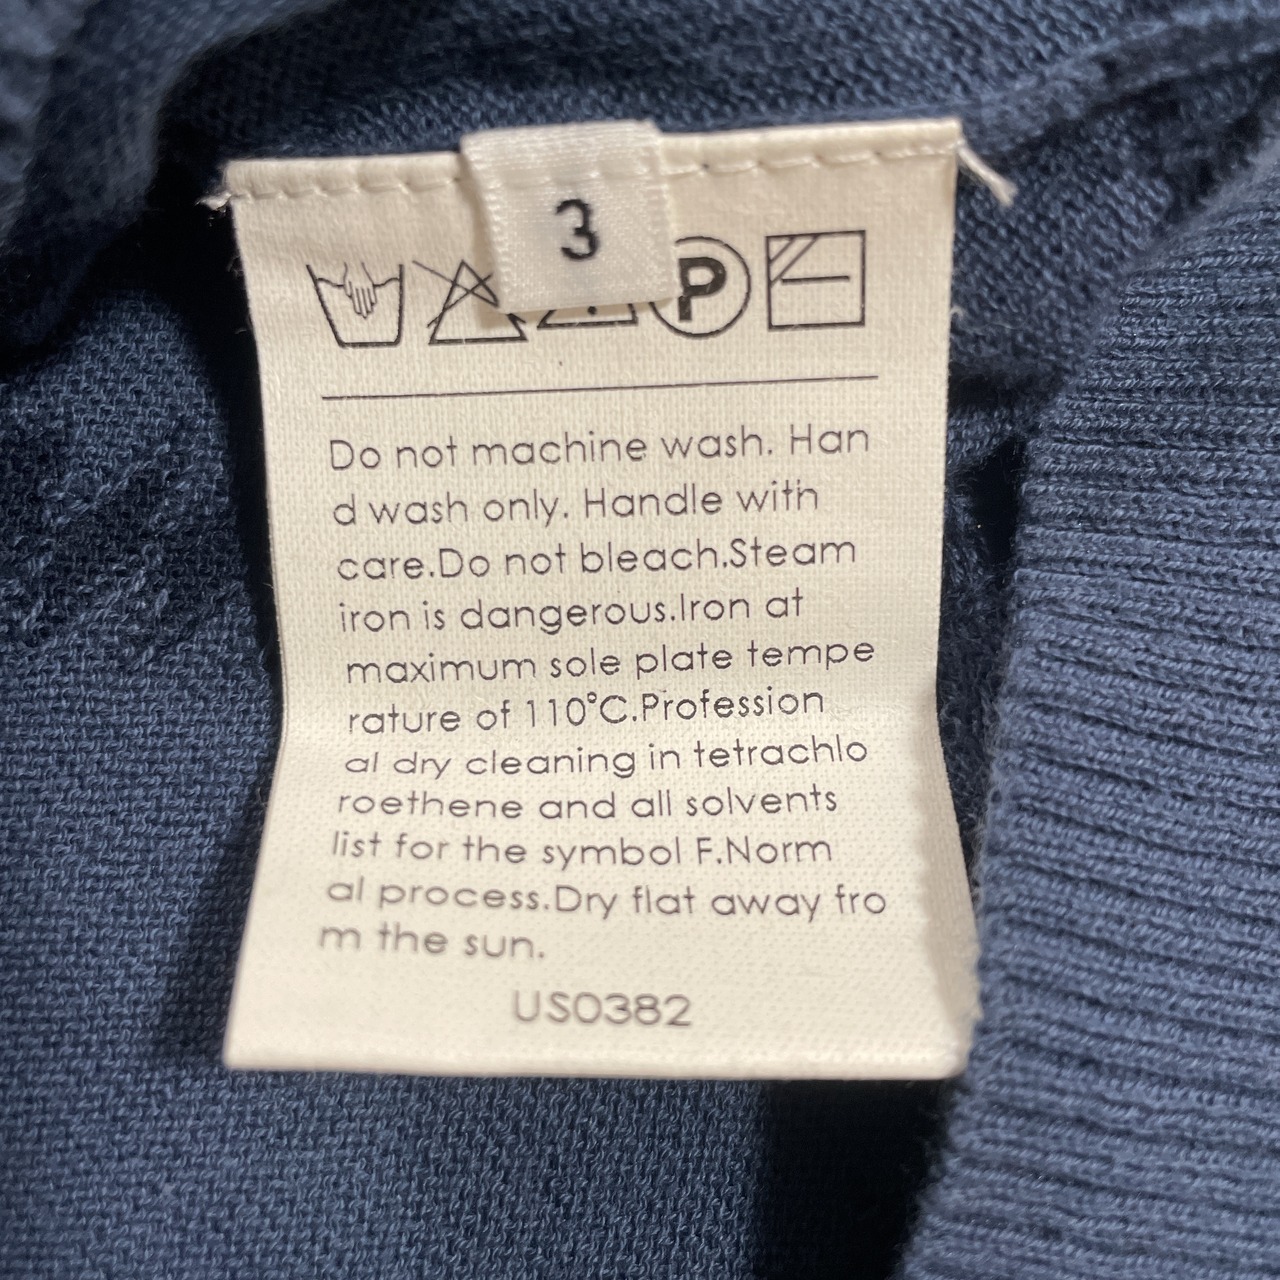 3
P
Do not machine wash. Han
d wash only. Handle with
care.Do not bleach.Steam
iron is dangerous.Iron at
maximum sole plate tempe
rature of 110°C.Profession
al dry cleaning in tetrachlo
roethene and all solvents
list for the symbol F.Norm
al process.Dry flat away fro
m the sun.
US0382